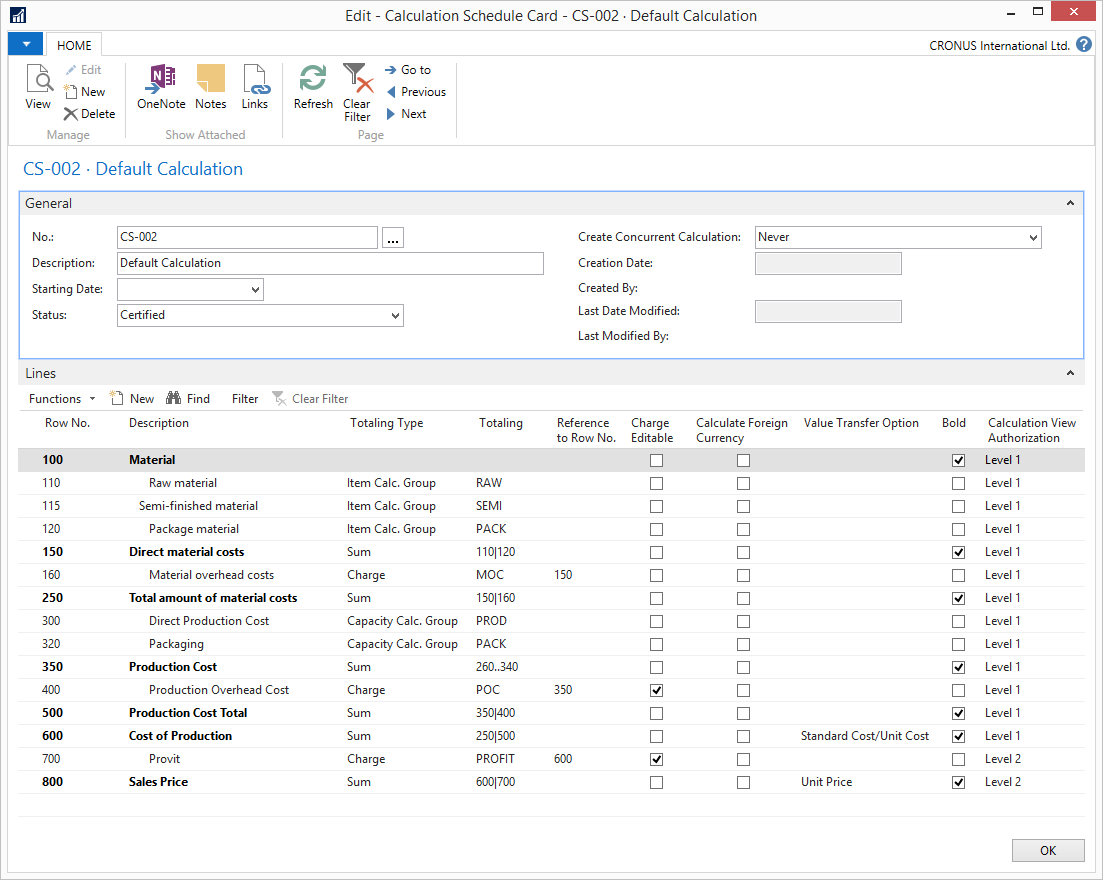 Edit - Calculation Schedule Card - CS-002 · Default Calculation
HOME
CRONUS International Ltd.
View
Edit
New
Delete
Manage
OneNote
Notes
Links
Show Attached
Refresh
Clear Filter
Go to
Previous
Next
Page
CS-002 · Default Calculation
General
No.: CS-002 ...
Description: Default Calculation
Starting Date:
Status: Certified
Create Concurrent Calculation: Never
Creation Date:
Created By:
Last Date Modified:
Last Modified By:
Lines
Functions New Find Filter Clear Filter
Row No. Description Totaling Type Totaling Reference to Row No. Charge Editable Calculate Foreign Currency Value Transfer Option Bold Calculation View Authorization
100 Material Level 1
110 Raw material Item Calc. Group RAW Level 1
115 Semi-finished material Item Calc. Group SEMI Level 1
120 Package material Item Calc. Group PACK Level 1
150 Direct material costs Sum 110|120 Level 1
160 Material overhead costs Charge MOC 150 Level 1
250 Total amount of material costs Sum 150|160 Level 1
300 Direct Production Cost Capacity Calc. Group PROD Level 1
320 Packaging Capacity Calc. Group PACK Level 1
350 Production Cost Sum 260..340 Level 1
400 Production Overhead Cost Charge POC 350 Level 1
500 Production Cost Total Sum 350|400 Level 1
600 Cost of Production Sum 250|500 Standard Cost/Unit Cost Level 1
700 Provit Charge PROFIT 600 Level 2
800 Sales Price Sum 600|700 Unit Price Level 2
OK